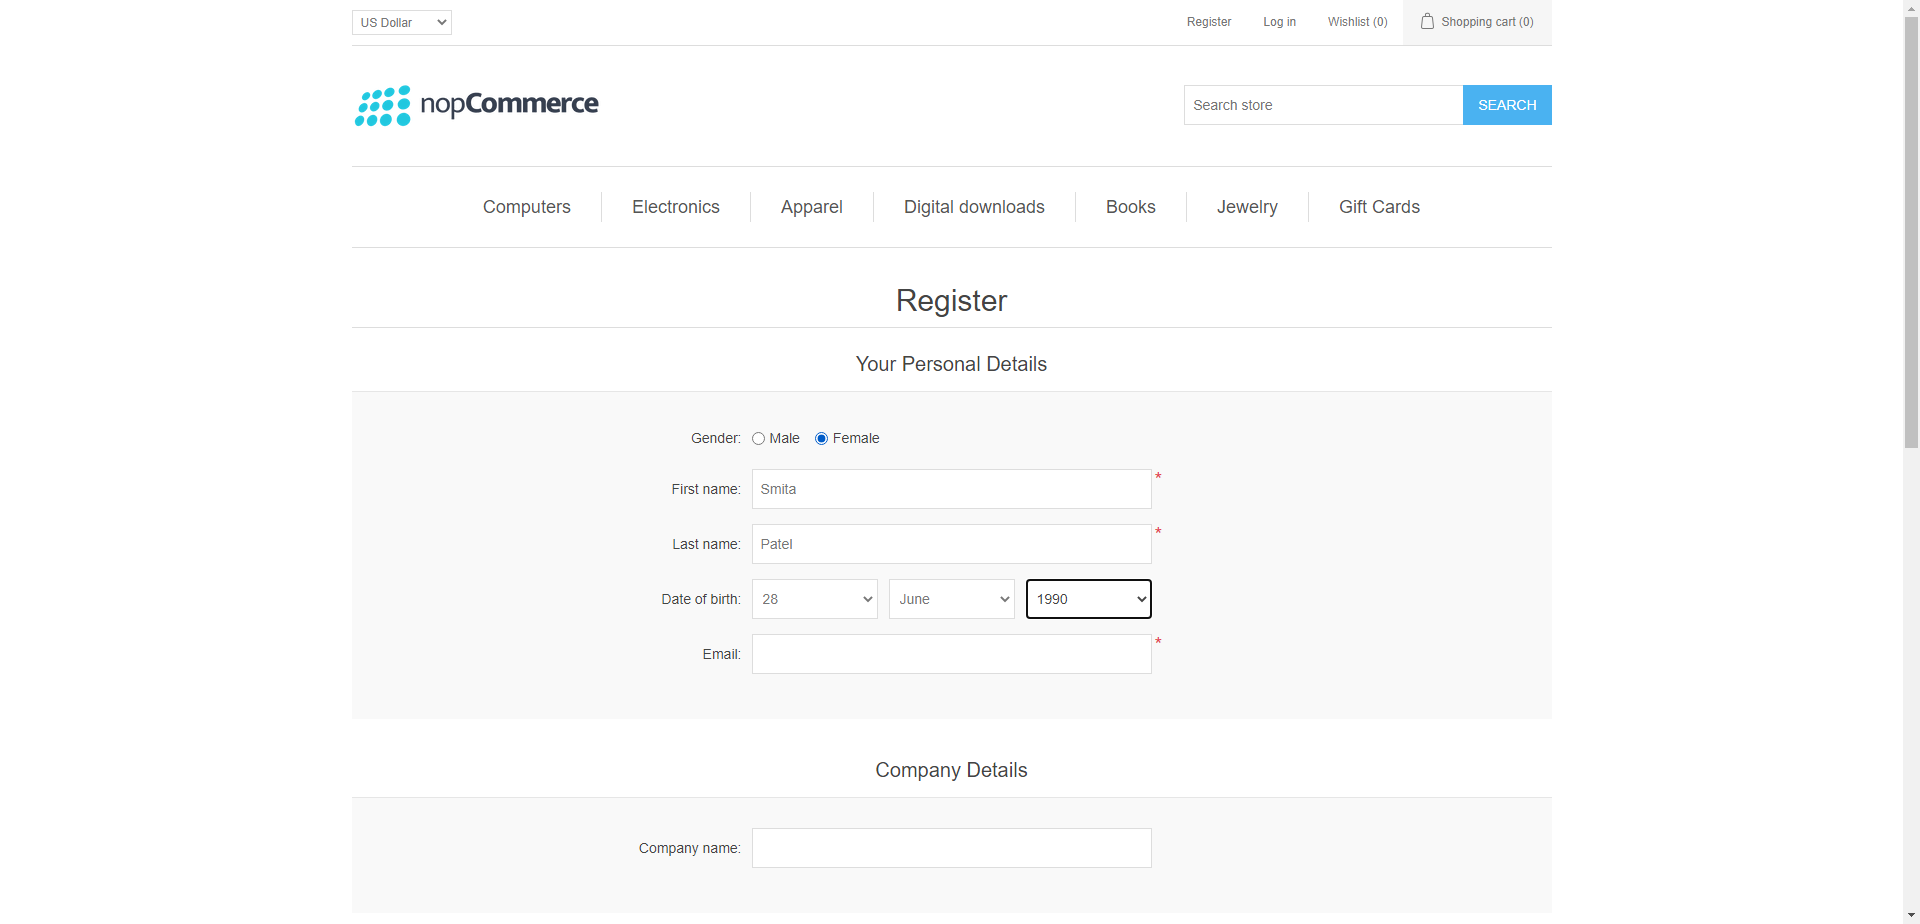 US Dollar Register Log in Wishlist (0) Shopping cart (0)
nopCommerce Search store SEARCH
Computers Electronics Apparel Digital downloads Books Jewelry Gift Cards
Register
Your Personal Details
Gender: Male Female
First name: Smita *
Last name: Patel *
Date of birth: 28 June 1990
Email: *
Company Details
Company name: